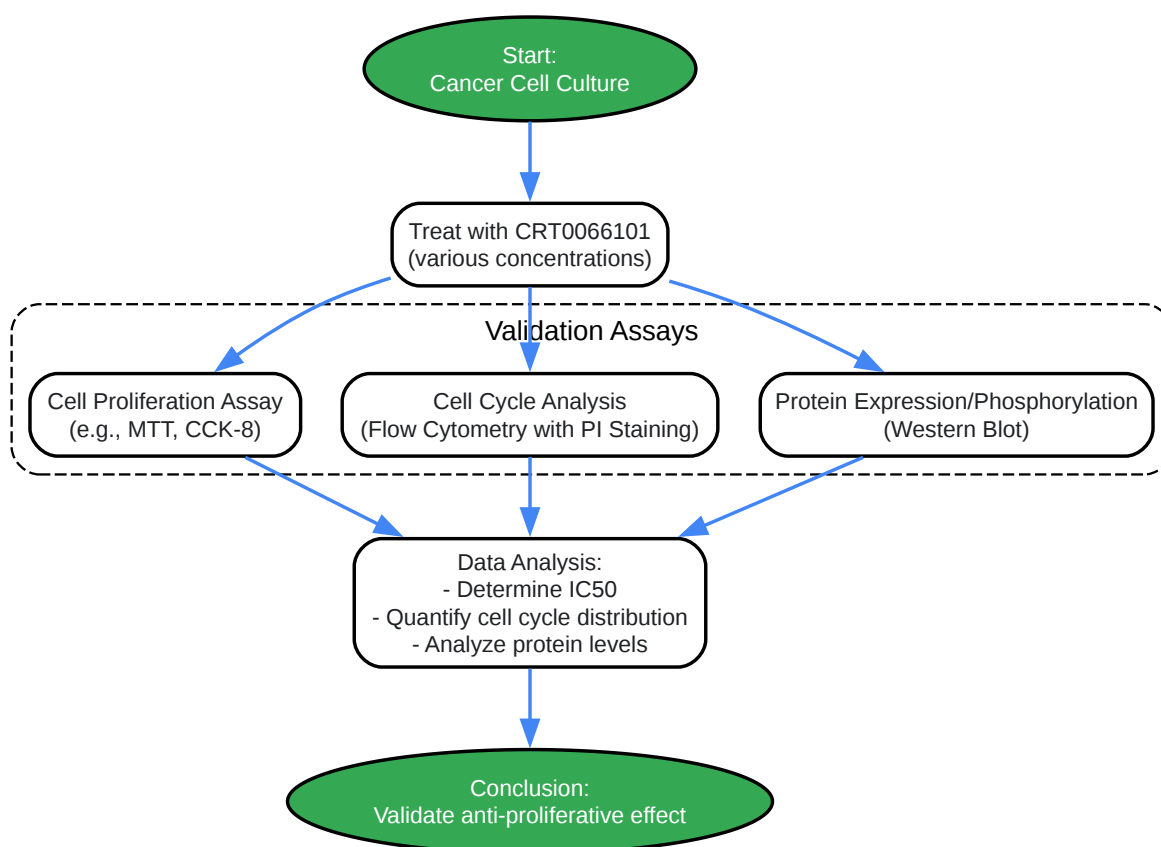 Start:
Cancer Cell Culture
Treat with CRT0066101
(various concentrations)
Validation Assays
Cell Proliferation Assay
(e.g., MTT, CCK-8)
Cell Cycle Analysis
(Flow Cytometry with PI Staining)
Protein Expression/Phosphorylation
(Western Blot)
Data Analysis:
- Determine IC50
- Quantify cell cycle distribution
- Analyze protein levels
Conclusion:
Validate anti-proliferative effect